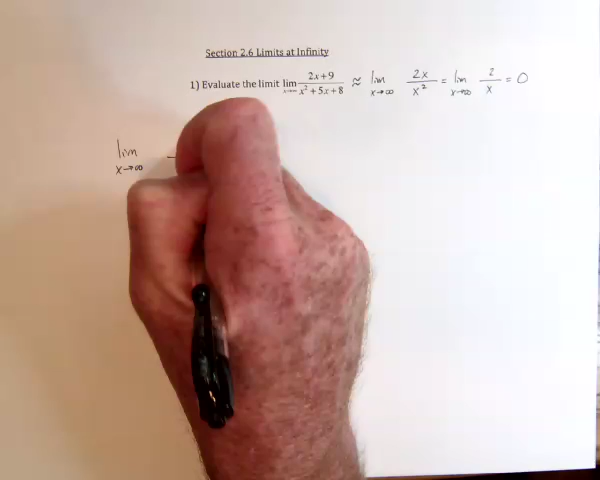 Section 2.6 Limits at Infinity
1) Evaluate the limit lim x→∞ 2x+9 / x² + 5x + 8 ≈ lim x→∞ 2x / x² = lim x→∞ 2 / x = 0
lim x→∞